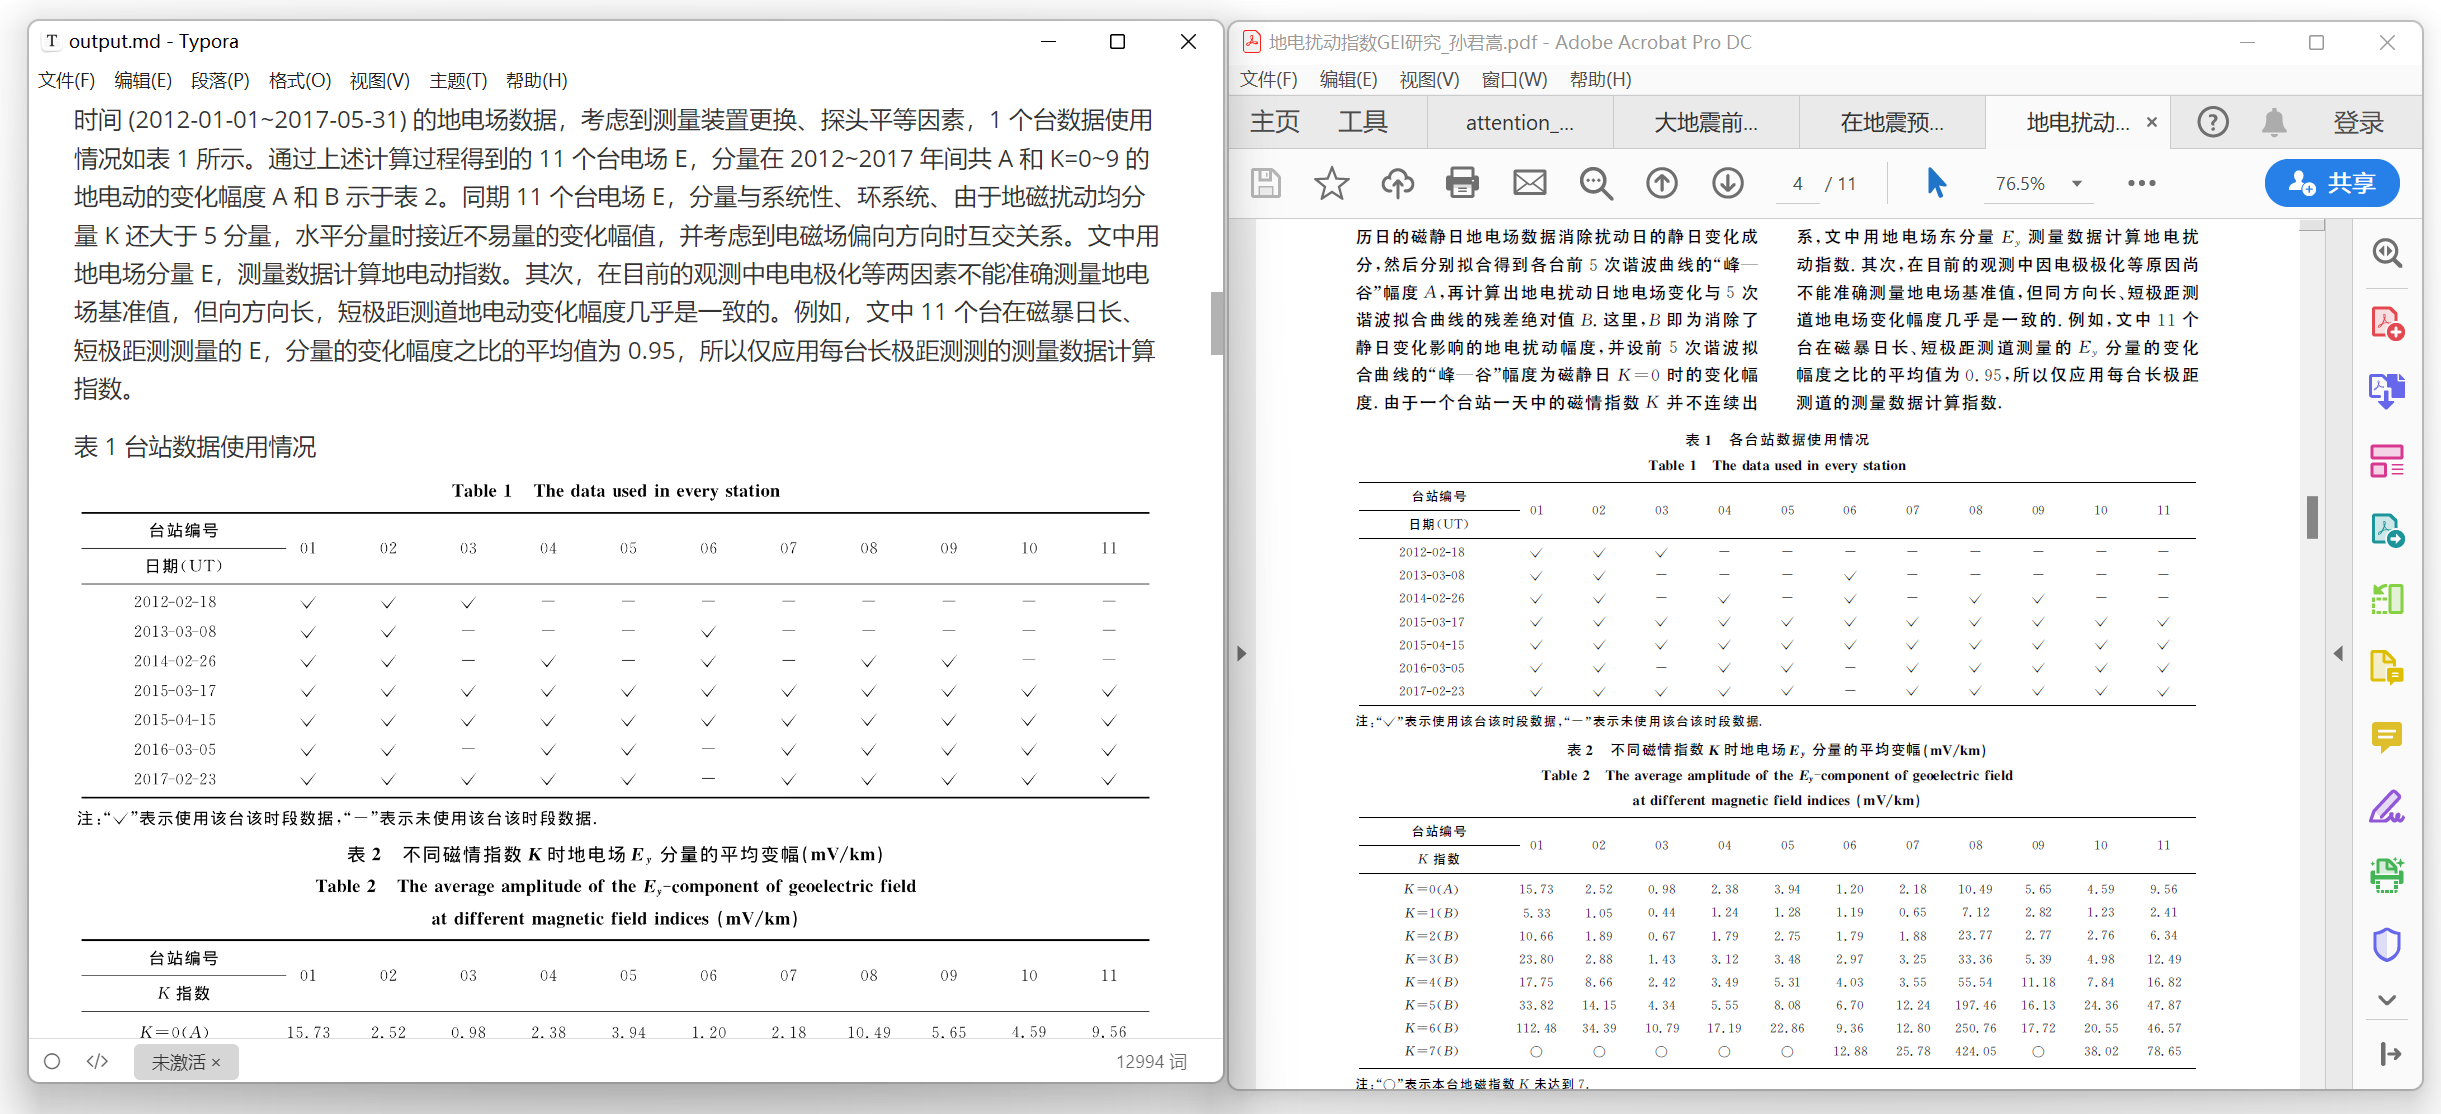 output.md - Typora
文件(F) 编辑(E) 段落(P) 格式(O) 视图(V) 主题(T) 帮助(H)
时间 (2012-01-01~2017-05-31) 的地电场数据，考虑到测量装置更换、探头平等因素，1 个台数据使用
情况如表 1 所示。通过上述计算过程得到的 11 个台电场 E，分量在 2012~2017 年间共 A 和 K=0~9 的
地电动的变化幅度 A 和 B 示于表 2。同期 11 个台电场 E，分量与系统性、环系统、由于地磁扰动均分
量 K 还大于 5 分量，水平分量时接近不易量的变化幅值，并考虑到电磁场偏向方向时互交关系。文中用
地电场分量 E，测量数据计算地电动指数。其次，在目前的观测中电电极化等两因素不能准确测量地电
场基准值，但向方向长，短极距测道地电动变化幅度几乎是一致的。例如，文中 11 个台在磁暴日长、
短极距测测量的 E，分量的变化幅度之比的平均值为 0.95，所以仅应用每台长极距测测的测量数据计算
指数。
表 1 台站数据使用情况
Table 1 The data used in every station
台站编号 01 02 03 04 05 06 07 08 09 10 11
日期(UT)
2012-02-18 ✓ ✓ ✓ — — — — — — — —
2013-03-08 ✓ ✓ — — — ✓ — — — — —
2014-02-26 ✓ ✓ — ✓ — ✓ — ✓ ✓ — —
2015-03-17 ✓ ✓ ✓ ✓ ✓ ✓ ✓ ✓ ✓ ✓ ✓
2015-04-15 ✓ ✓ ✓ ✓ ✓ ✓ ✓ ✓ ✓ ✓ ✓
2016-03-05 ✓ ✓ — ✓ ✓ — ✓ ✓ ✓ ✓ ✓
2017-02-23 ✓ ✓ ✓ ✓ ✓ — ✓ ✓ ✓ ✓ ✓
注:“✓”表示使用该台该时段数据,“—”表示未使用该台该时段数据.
表 2 不同磁情指数 K 时地电场 Ey 分量的平均变幅(mV/km)
Table 2 The average amplitude of the Ey-component of geoelectric field
at different magnetic field indices (mV/km)
台站编号 01 02 03 04 05 06 07 08 09 10 11
K 指数
K=0(A) 15.73 2.52 0.98 2.38 3.94 1.20 2.18 10.49 5.65 4.59 9.56
未激活 ×
12994 词
地电扰动指数GEI研究_孙君嵩.pdf - Adobe Acrobat Pro DC
文件(F) 编辑(E) 视图(V) 窗口(W) 帮助(H)
主页 工具 attention_... 大地震前... 在地震预... 地电扰动... × 登录
4 / 11 76.5% 共享
历日的磁静日地电场数据消除扰动日的静日变化成
分,然后分别拟合得到各台前 5 次谐波曲线的“峰—
谷”幅度 A,再计算出地电扰动日地电场变化与 5 次
谐波拟合曲线的残差绝对值 B. 这里,B 即为消除了
静日变化影响的地电扰动幅度,并设前 5 次谐波拟
合曲线的“峰—谷”幅度为磁静日 K=0 时的变化幅
度. 由于一个台站一天中的磁情指数 K 并不连续出
系,文中用地电场东分量 Ey 测量数据计算地电扰
动指数. 其次,在目前的观测中因电极极化等原因尚
不能准确测量地电场基准值,但同方向长、短极距测
道地电场变化幅度几乎是一致的. 例如,文中 11 个
台在磁暴日长、短极距测道测量的 Ey 分量的变化
幅度之比的平均值为 0.95,所以仅应用每台长极距
测道的测量数据计算指数.
表 1 各台站数据使用情况
Table 1 The data used in every station
台站编号 01 02 03 04 05 06 07 08 09 10 11
日期(UT)
2012-02-18 ✓ ✓ ✓ — — — — — — — —
2013-03-08 ✓ ✓ — — — ✓ — — — — —
2014-02-26 ✓ ✓ — ✓ — ✓ — ✓ ✓ — —
2015-03-17 ✓ ✓ ✓ ✓ ✓ ✓ ✓ ✓ ✓ ✓ ✓
2015-04-15 ✓ ✓ ✓ ✓ ✓ ✓ ✓ ✓ ✓ ✓ ✓
2016-03-05 ✓ ✓ — ✓ ✓ — ✓ ✓ ✓ ✓ ✓
2017-02-23 ✓ ✓ ✓ ✓ ✓ — ✓ ✓ ✓ ✓ ✓
注:“✓”表示使用该台该时段数据,“—”表示未使用该台该时段数据.
表 2 不同磁情指数 K 时地电场 Ey 分量的平均变幅(mV/km)
Table 2 The average amplitude of the Ey-component of geoelectric field
at different magnetic field indices (mV/km)
台站编号 01 02 03 04 05 06 07 08 09 10 11
K 指数
K=0(A) 15.73 2.52 0.98 2.38 3.94 1.20 2.18 10.49 5.65 4.59 9.56
K=1(B) 5.33 1.05 0.44 1.24 1.28 1.19 0.65 7.12 2.82 1.23 2.41
K=2(B) 10.66 1.89 0.67 1.79 2.75 1.79 1.88 23.77 2.77 2.76 6.34
K=3(B) 23.80 2.88 1.43 3.12 3.48 2.97 3.25 33.36 5.39 4.98 12.49
K=4(B) 17.75 8.66 2.42 3.49 5.31 4.03 3.55 55.54 11.18 7.84 16.82
K=5(B) 33.82 14.15 4.34 5.55 8.08 6.70 12.24 197.46 16.13 24.36 47.87
K=6(B) 112.48 34.39 10.79 17.19 22.86 9.36 12.80 250.76 17.72 20.55 46.57
K=7(B) ○ ○ ○ ○ ○ 12.88 25.78 424.05 ○ 38.02 78.65
注:“○”表示本台地磁指数 K 未达到 7.